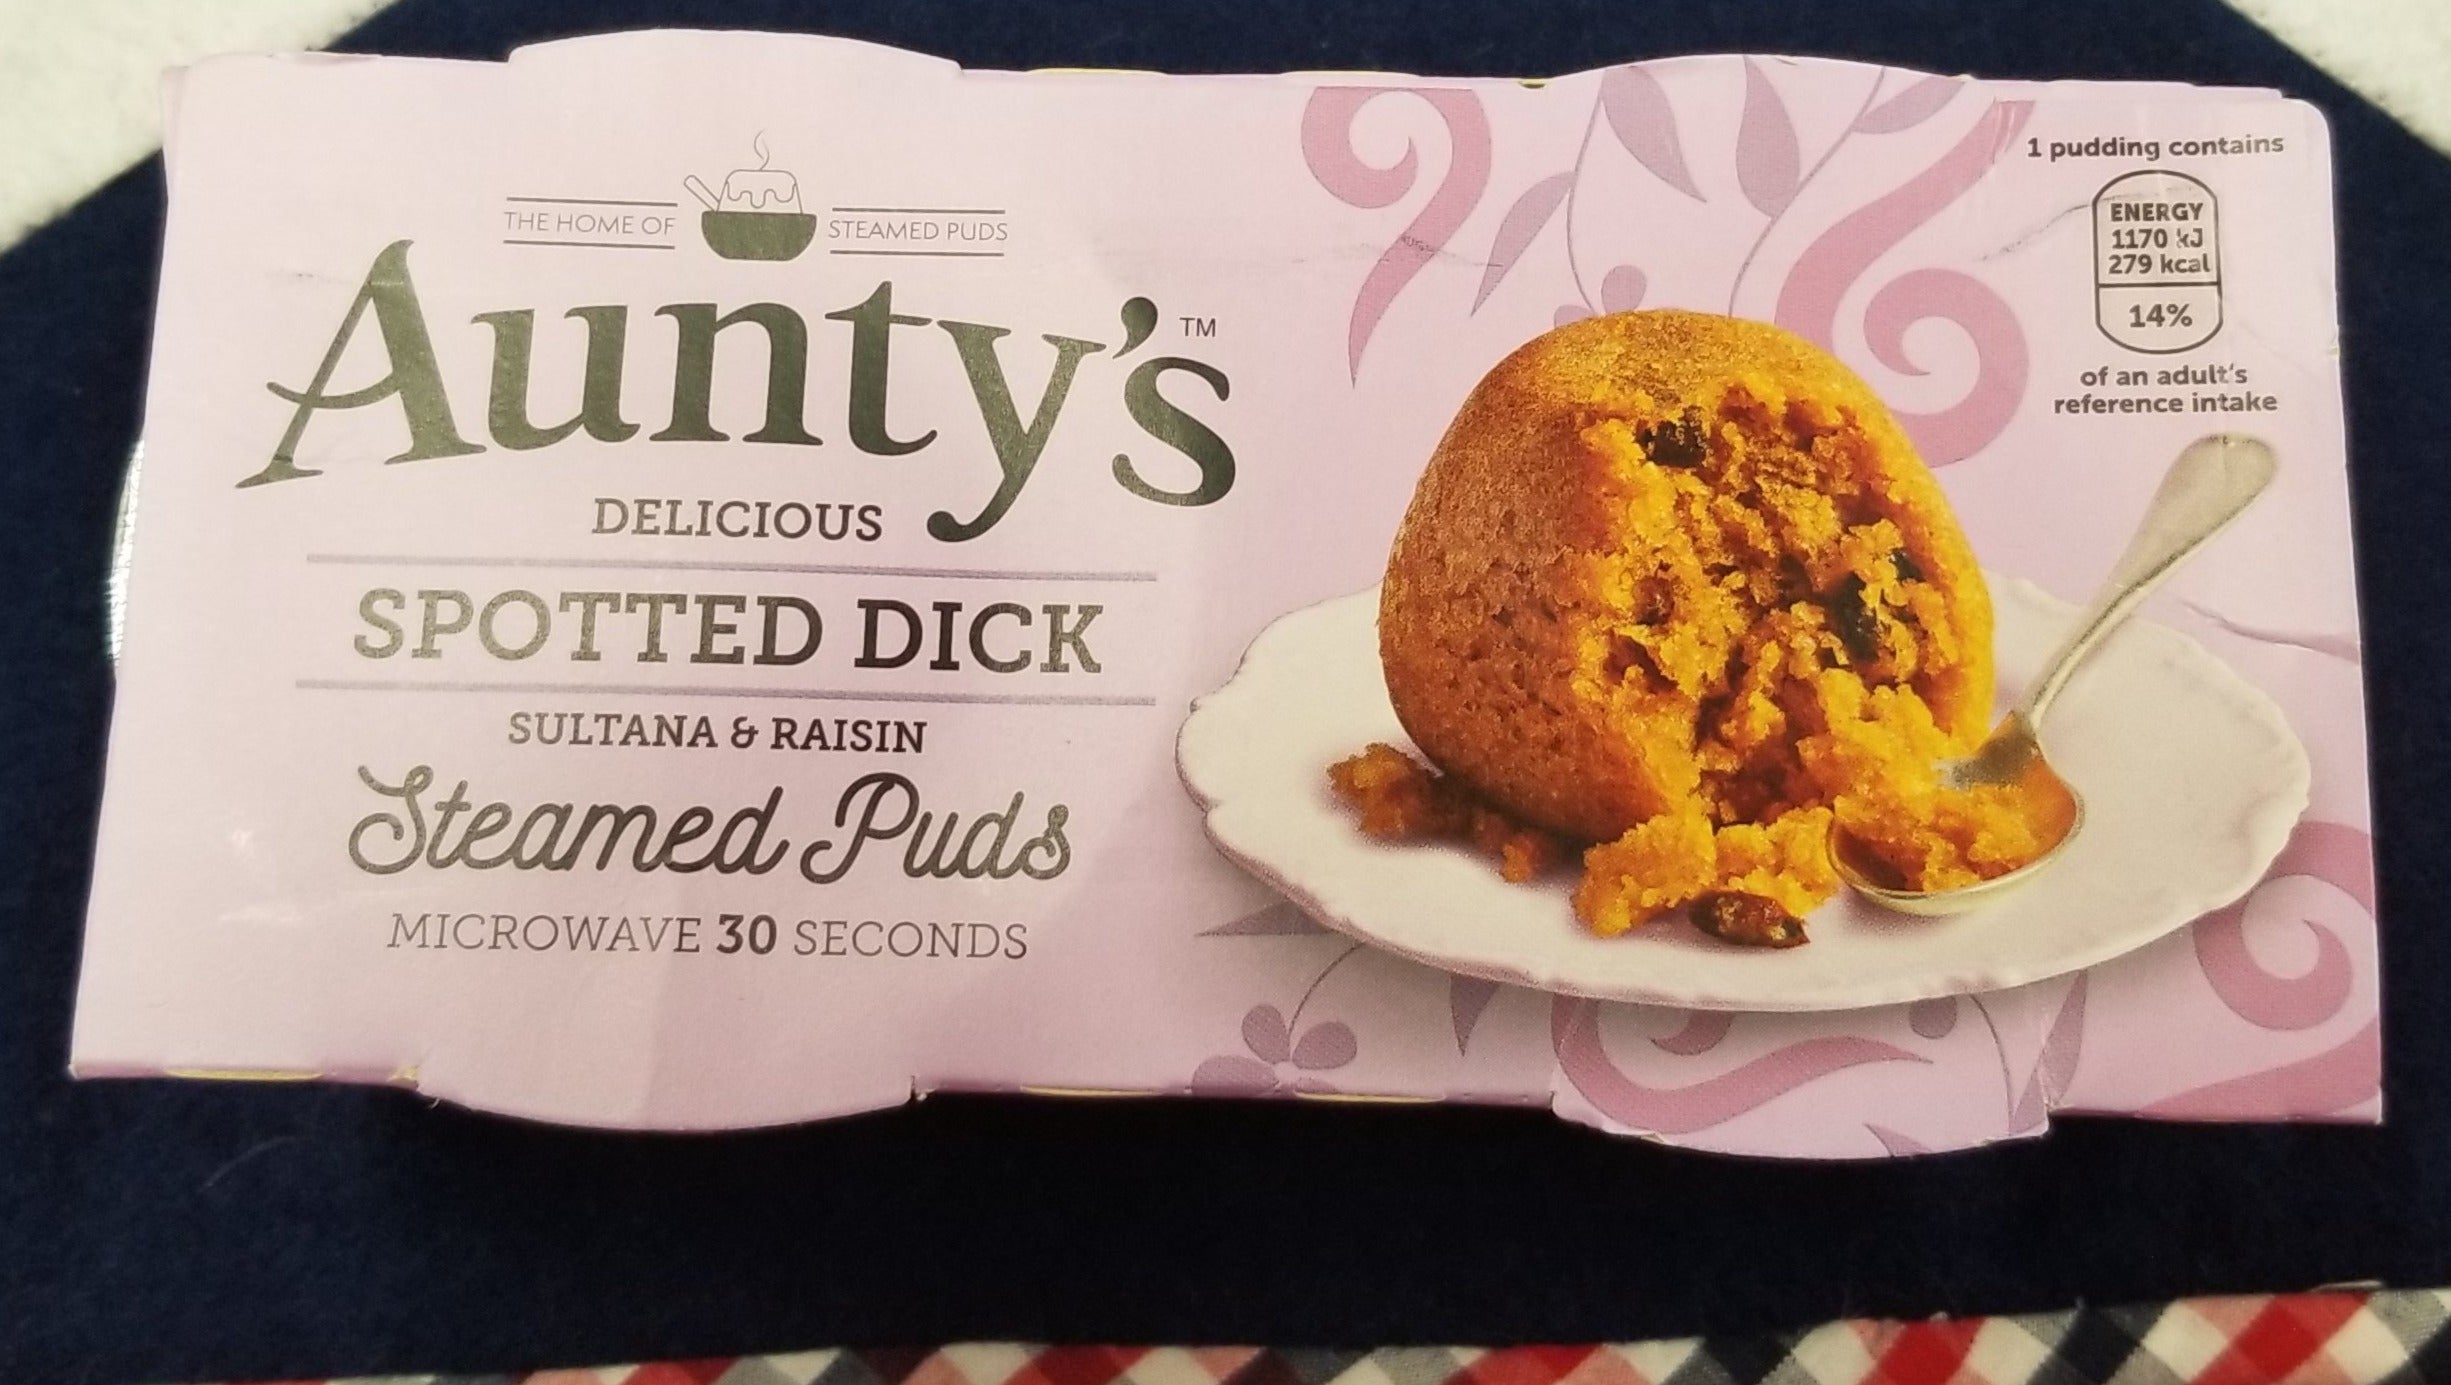 THE HOME OF STEAMED PUDS
Aunty's™
DELICIOUS
SPOTTED DICK
SULTANA & RAISIN
Steamed Puds
MICROWAVE 30 SECONDS
1 pudding contains
ENERGY
1170 kJ
279 kcal
14%
of an adult's
reference intake